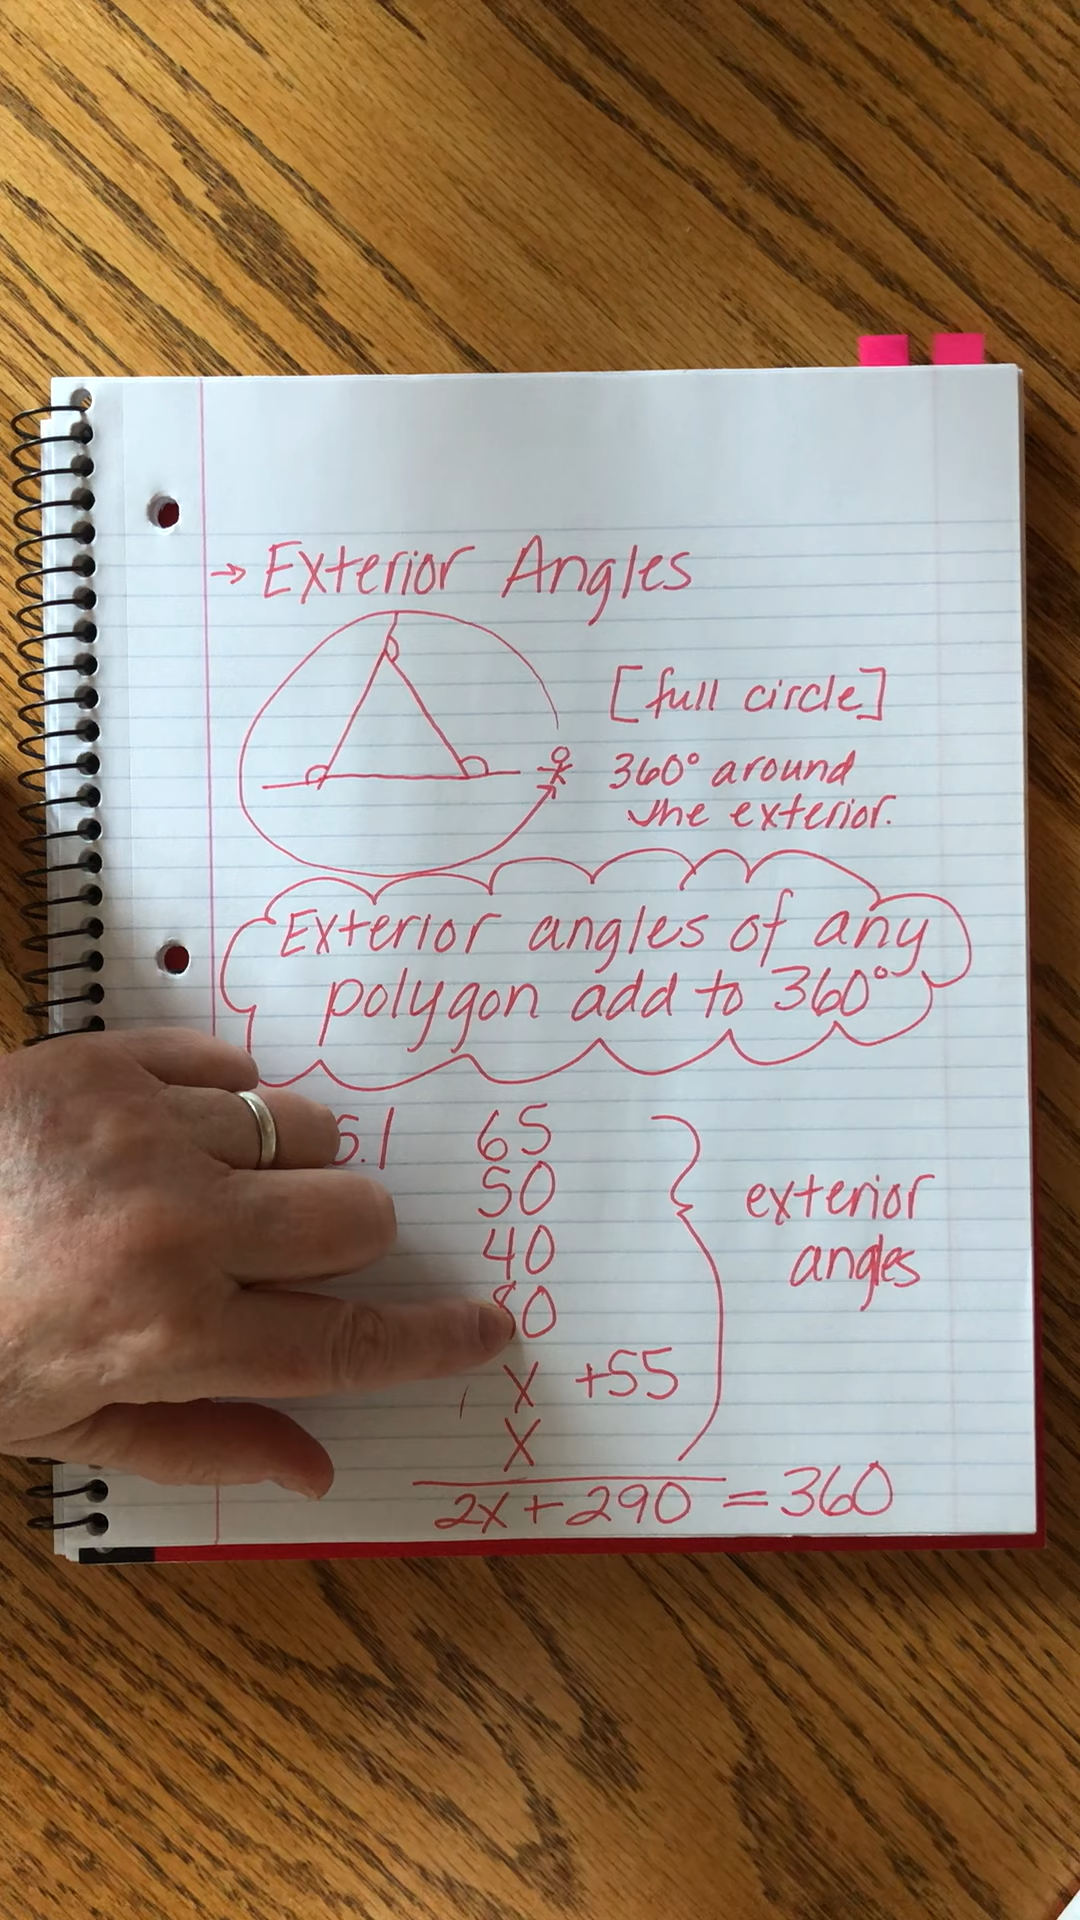 → Exterior Angles
[full circle]
360° around
the exterior.
Exterior angles of any
polygon add to 360°
5.1 65
50
40
80
exterior
angles
x +55
x
2x + 290 = 360